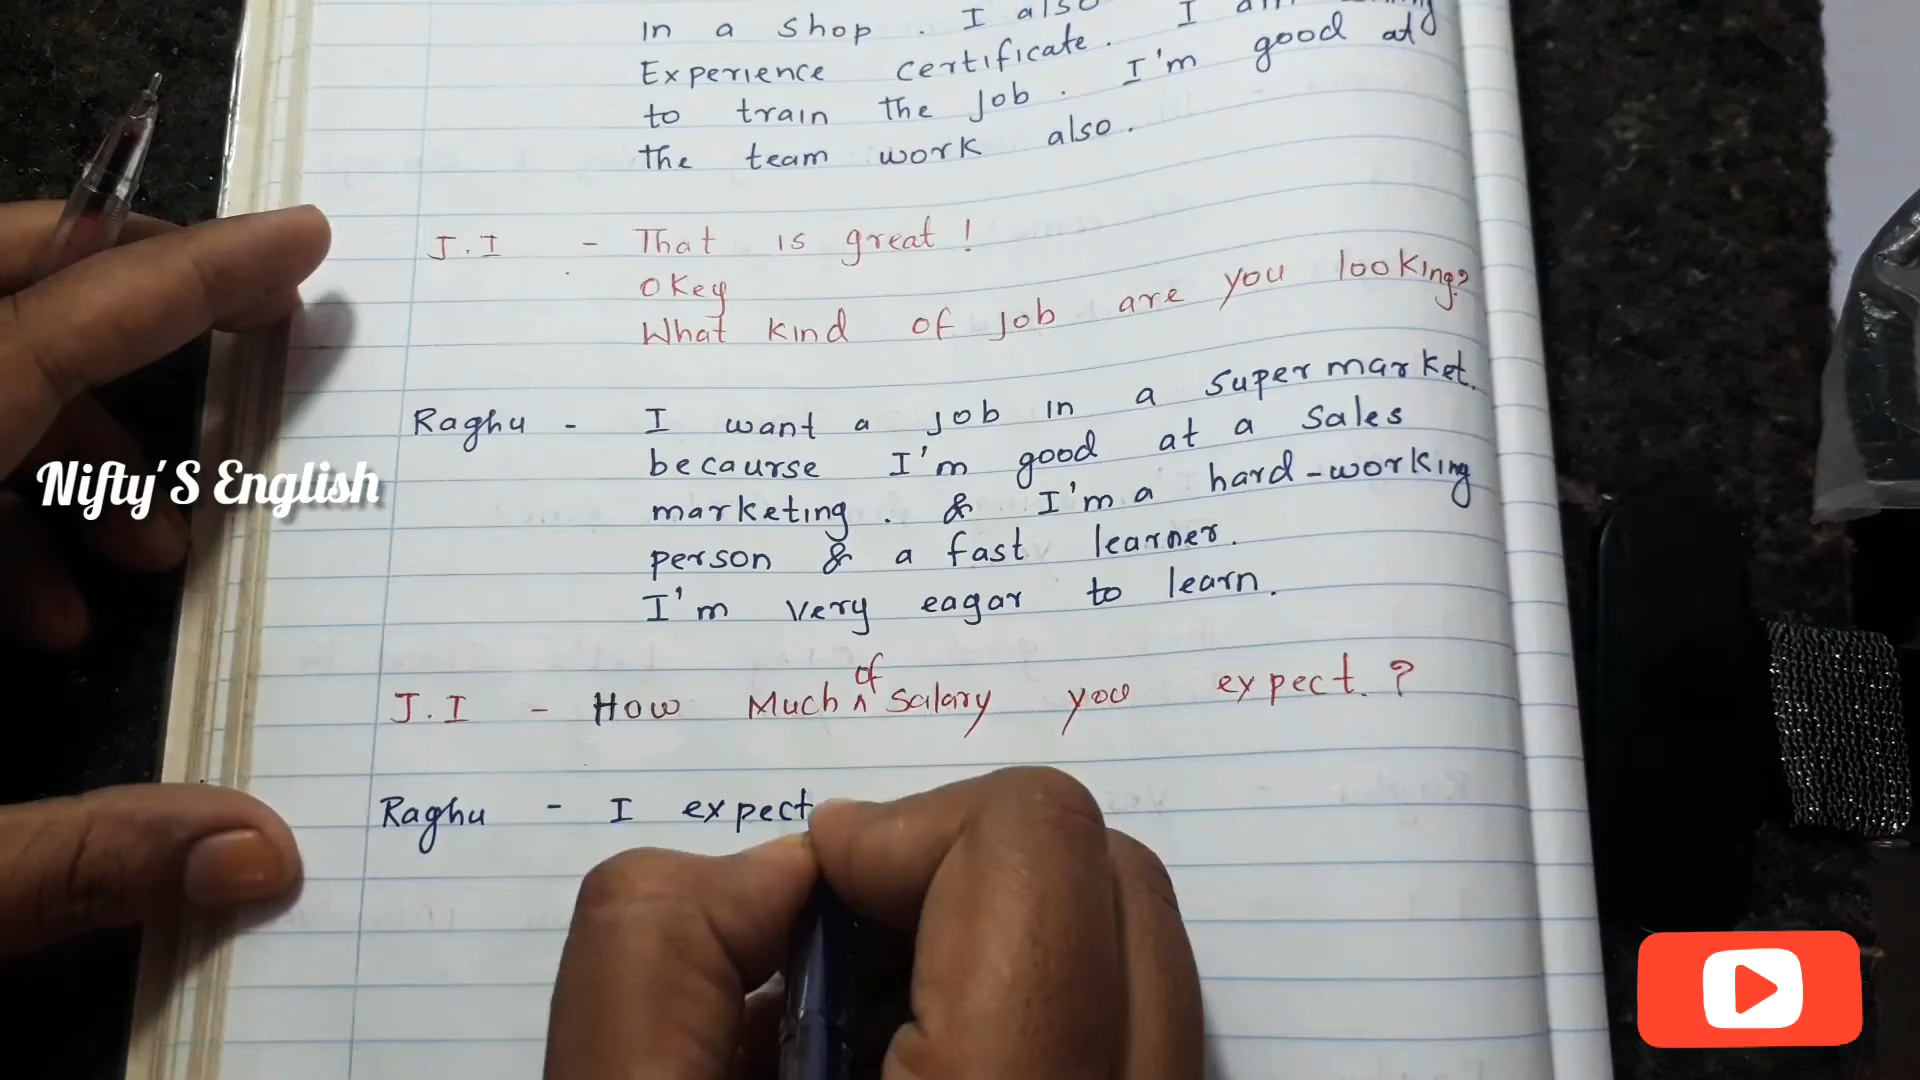 In a shop. I also
Experience certificate. I am
to train the job. I'm good at
the team work also.
J.I - That is great!
Okey
What kind of job are you looking?
Raghu - I want a job in a super market.
becaurse I'm good at a sales
marketing. & I'm a hard-working
person & a fast learner.
I'm very eagar to learn.
Nifty'S English
J.I - How Much of salary you expect.?
Raghu - I expect